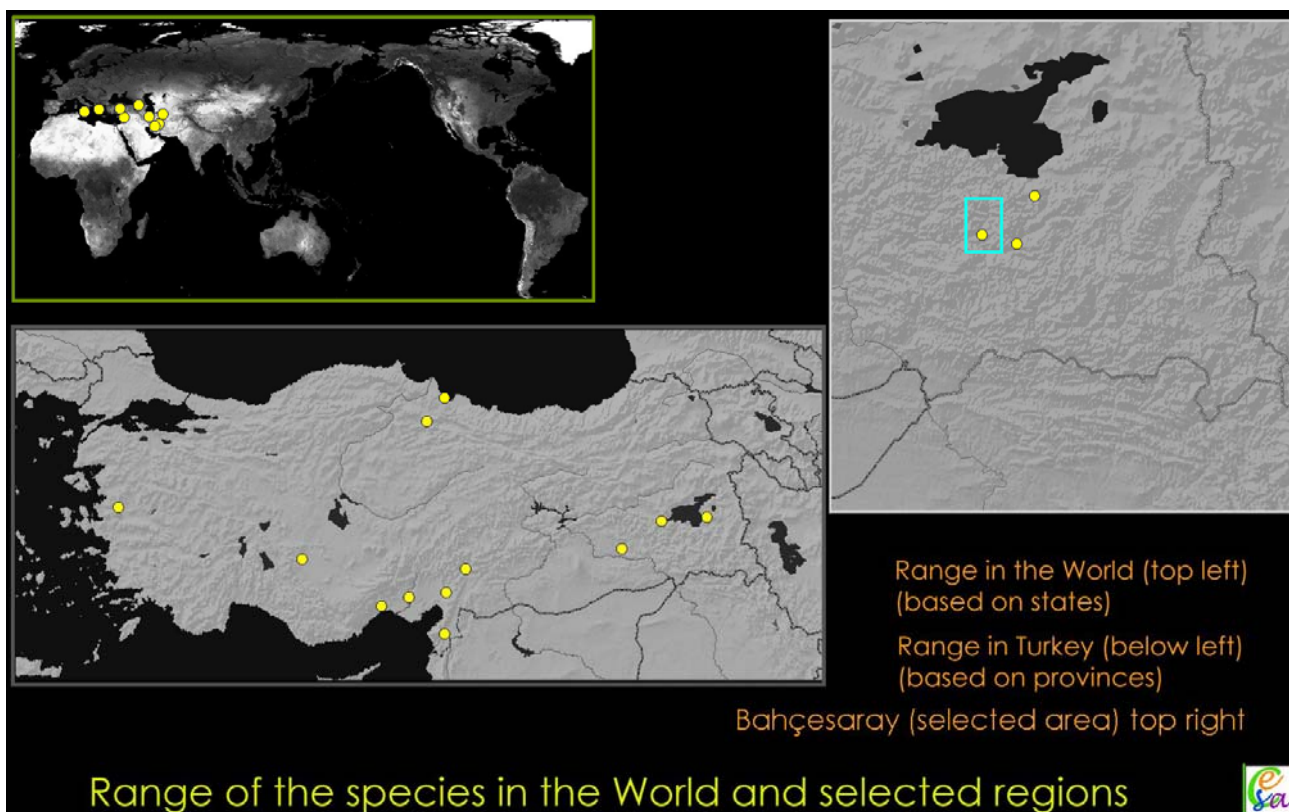 Range in the World (top left)
(based on states)
Range in Turkey (below left)
(based on provinces)
Bahçesaray (selected area) top right
Range of the species in the World and selected regions
esa